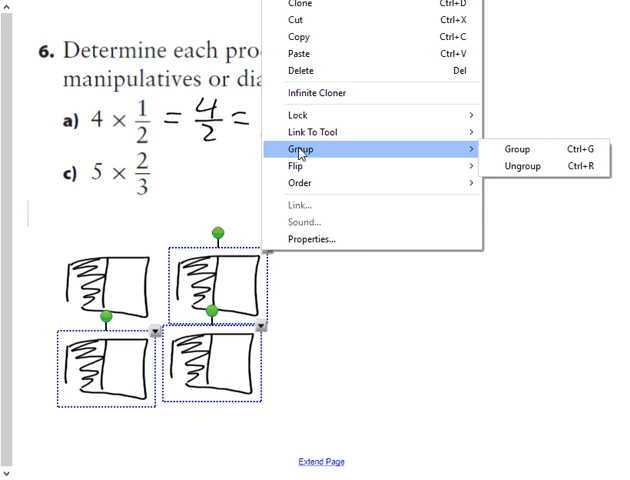 Clone Ctrl+D
Cut Ctrl+X
Copy Ctrl+C
Paste Ctrl+V
Delete Del
Infinite Cloner
Lock
Link To Tool
Group
Flip
Order
Link...
Sound...
Properties...
Group Ctrl+G
Ungroup Ctrl+R
6. Determine each pro
manipulatives or dia
a) 4 × 1/2 = 4/2 =
c) 5 × 2/3
Extend Page